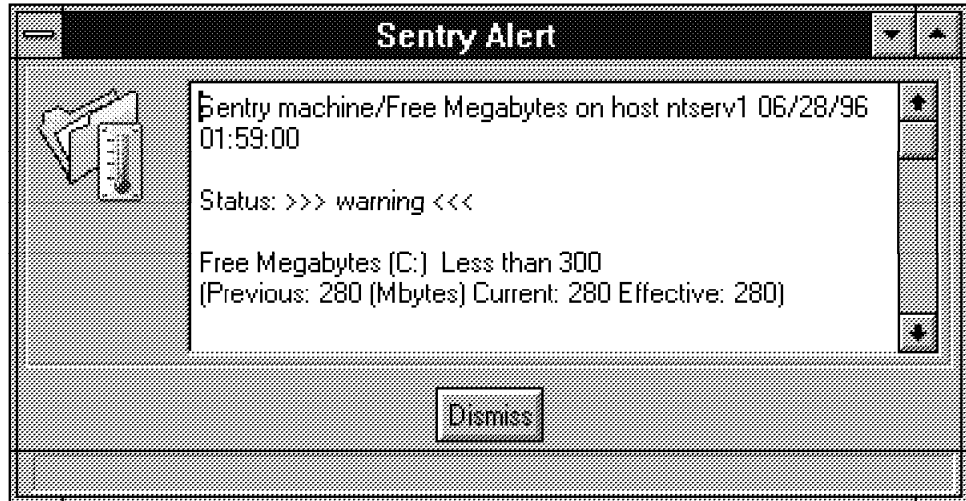 Sentry Alert
Sentry machine/Free Megabytes on host ntserv1 06/28/96
01:59:00
Status: >>> warning <<<
Free Megabytes (C:)  Less than 300
(Previous: 280 (Mbytes) Current: 280 Effective: 280)
Dismiss